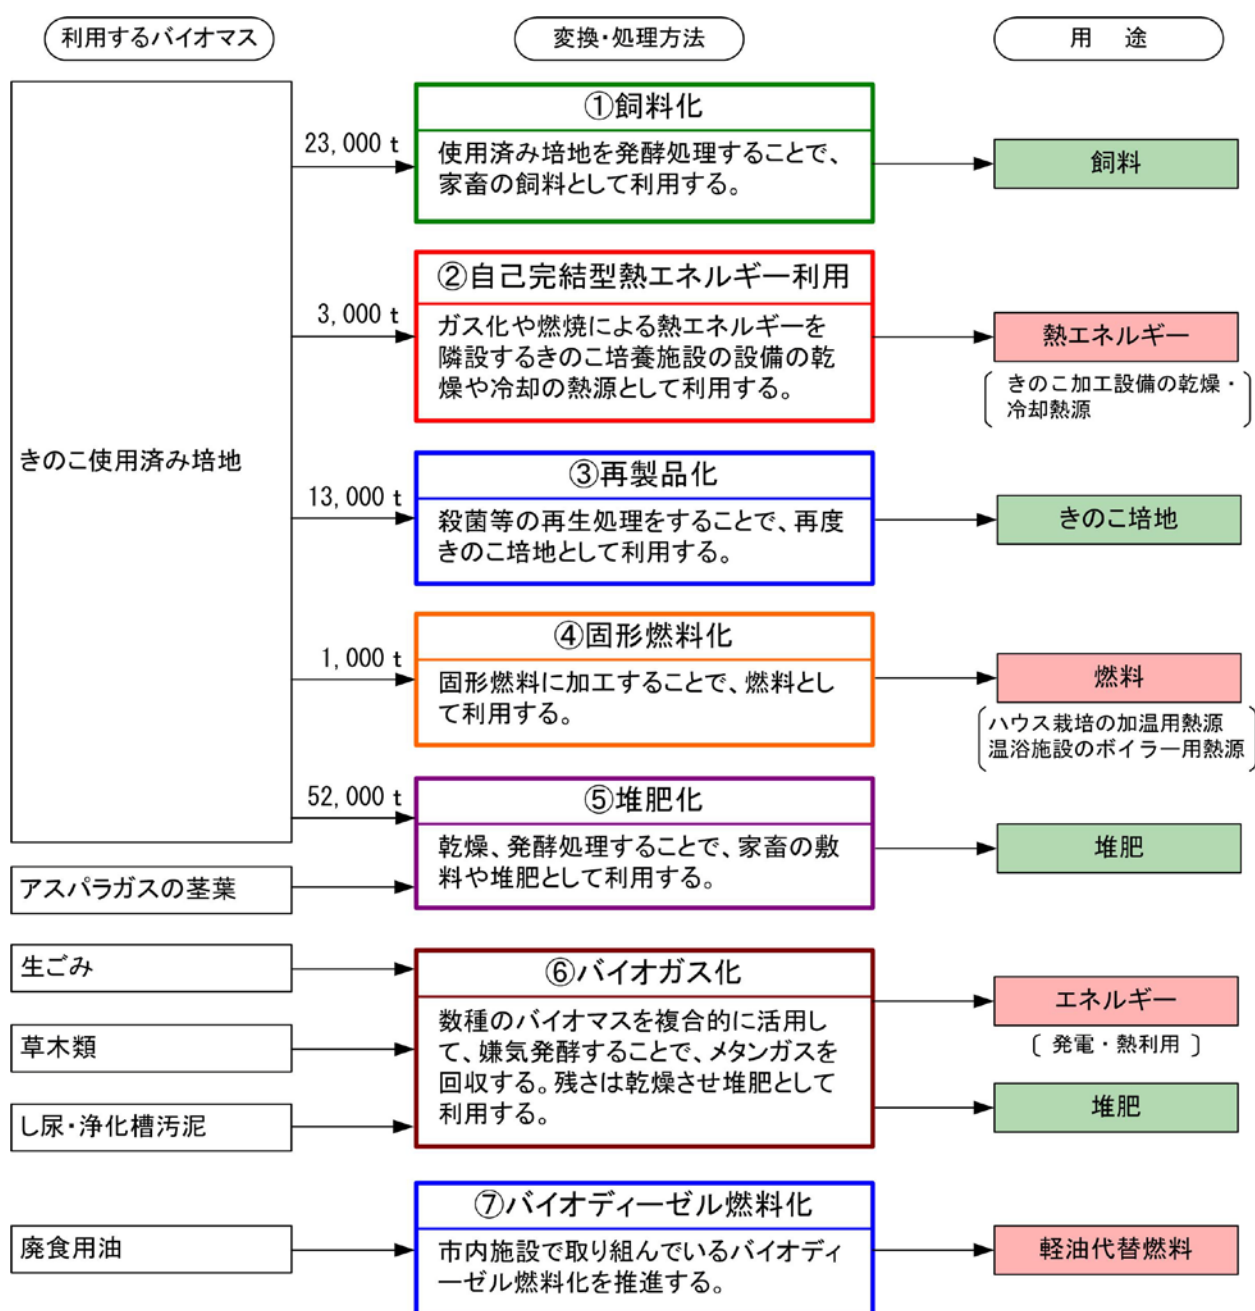 利用するバイオマス
変換・処理方法
用　途
きのこ使用済み培地
23,000 t
①飼料化
使用済み培地を発酵処理することで、
家畜の飼料として利用する。
飼料
3,000 t
②自己完結型熱エネルギー利用
ガス化や燃焼による熱エネルギーを
隣設するきのこ培養施設の設備の乾
燥や冷却の熱源として利用する。
熱エネルギー
きのこ加工設備の乾燥・
冷却熱源
13,000 t
③再製品化
殺菌等の再生処理をすることで、再度
きのこ培地として利用する。
きのこ培地
1,000 t
④固形燃料化
固形燃料に加工することで、燃料とし
て利用する。
燃料
ハウス栽培の加温用熱源
温浴施設のボイラー用熱源
52,000 t
⑤堆肥化
乾燥、発酵処理することで、家畜の敷
料や堆肥として利用する。
堆肥
アスパラガスの茎葉
生ごみ
草木類
し尿・浄化槽汚泥
⑥バイオガス化
数種のバイオマスを複合的に活用し
て、嫌気発酵することで、メタンガスを
回収する。残さは乾燥させ堆肥として
利用する。
エネルギー
〔 発電・熱利用 〕
堆肥
廃食用油
⑦バイオディーゼル燃料化
市内施設で取り組んでいるバイオディ
ーゼル燃料化を推進する。
軽油代替燃料